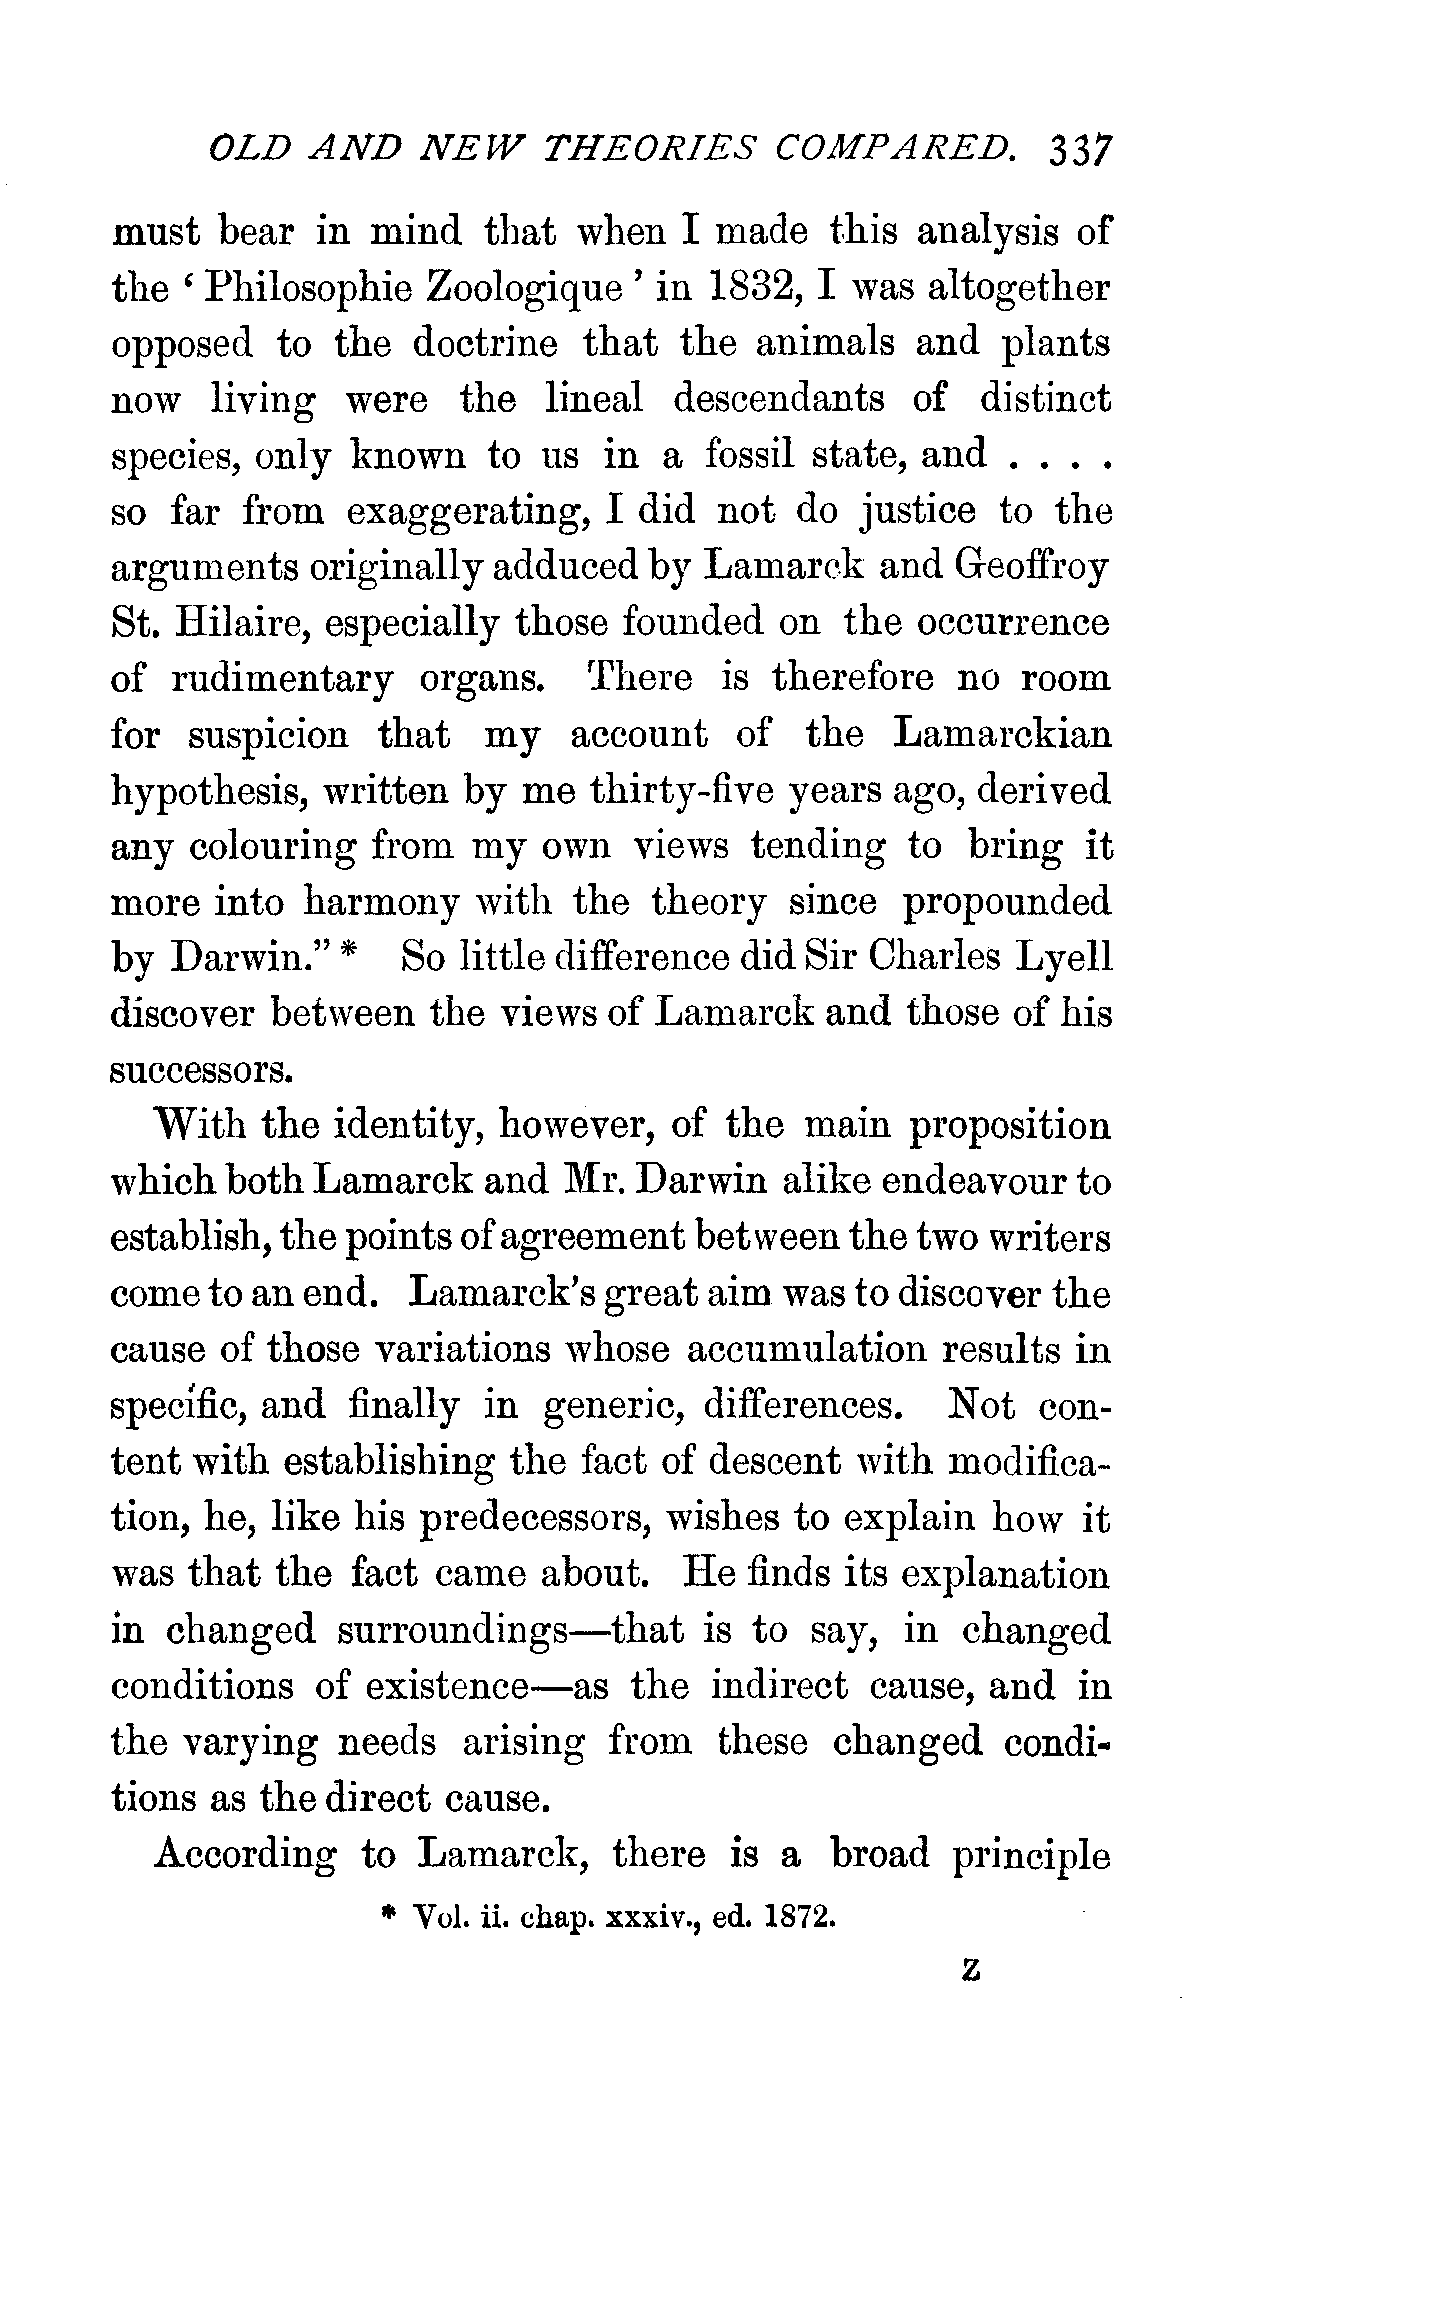 OLD AND NEW THEORIES COMPARED. 337
must bear in mind that when I made this analysis of
the ‘Philosophie Zoologique’ in 1832, I was altogether
opposed to the doctrine that the animals and plants
now living were the lineal descendants of distinct
species, only known to us in a fossil state, and . . . .
so far from exaggerating, I did not do justice to the
arguments originally adduced by Lamarck and Geoffroy
St. Hilaire, especially those founded on the occurrence
of rudimentary organs. There is therefore no room
for suspicion that my account of the Lamarckian
hypothesis, written by me thirty-five years ago, derived
any colouring from my own views tending to bring it
more into harmony with the theory since propounded
by Darwin.” * So little difference did Sir Charles Lyell
discover between the views of Lamarck and those of his
successors.
With the identity, however, of the main proposition
which both Lamarck and Mr. Darwin alike endeavour to
establish, the points of agreement between the two writers
come to an end. Lamarck’s great aim was to discover the
cause of those variations whose accumulation results in
specific, and finally in generic, differences. Not con-
tent with establishing the fact of descent with modifica-
tion, he, like his predecessors, wishes to explain how it
was that the fact came about. He finds its explanation
in changed surroundings—that is to say, in changed
conditions of existence—as the indirect cause, and in
the varying needs arising from these changed condi-
tions as the direct cause.
According to Lamarck, there is a broad principle
* Vol. ii. chap. xxxiv., ed. 1872.
Z